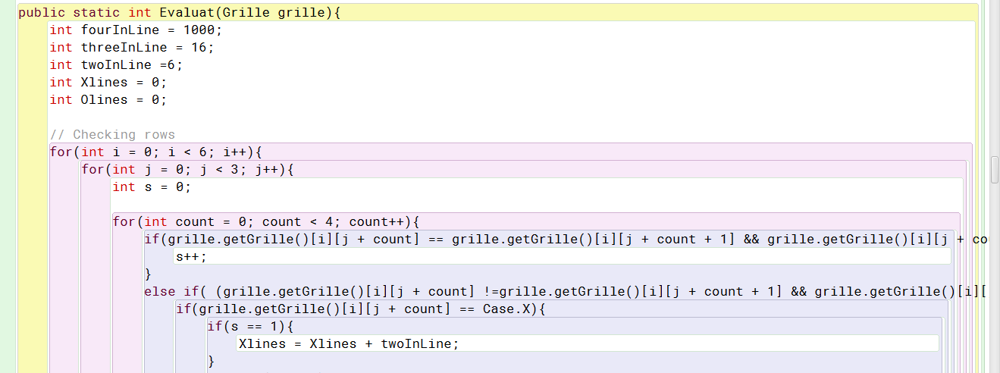 public static int Evaluat(Grille grille){
int fourInLine = 1000;
int threeInLine = 16;
int twoInLine =6;
int Xlines = 0;
int Olines = 0;
// Checking rows
for(int i = 0; i < 6; i++){
for(int j = 0; j < 3; j++){
int s = 0;
for(int count = 0; count < 4; count++){
if(grille.getGrille()[i][j + count] == grille.getGrille()[i][j + count + 1] && grille.getGrille()[i][j + co
s++;
}
else if( (grille.getGrille()[i][j + count] !=grille.getGrille()[i][j + count + 1] && grille.getGrille()[i][
if(grille.getGrille()[i][j + count] == Case.X){
if(s == 1){
Xlines = Xlines + twoInLine;
}